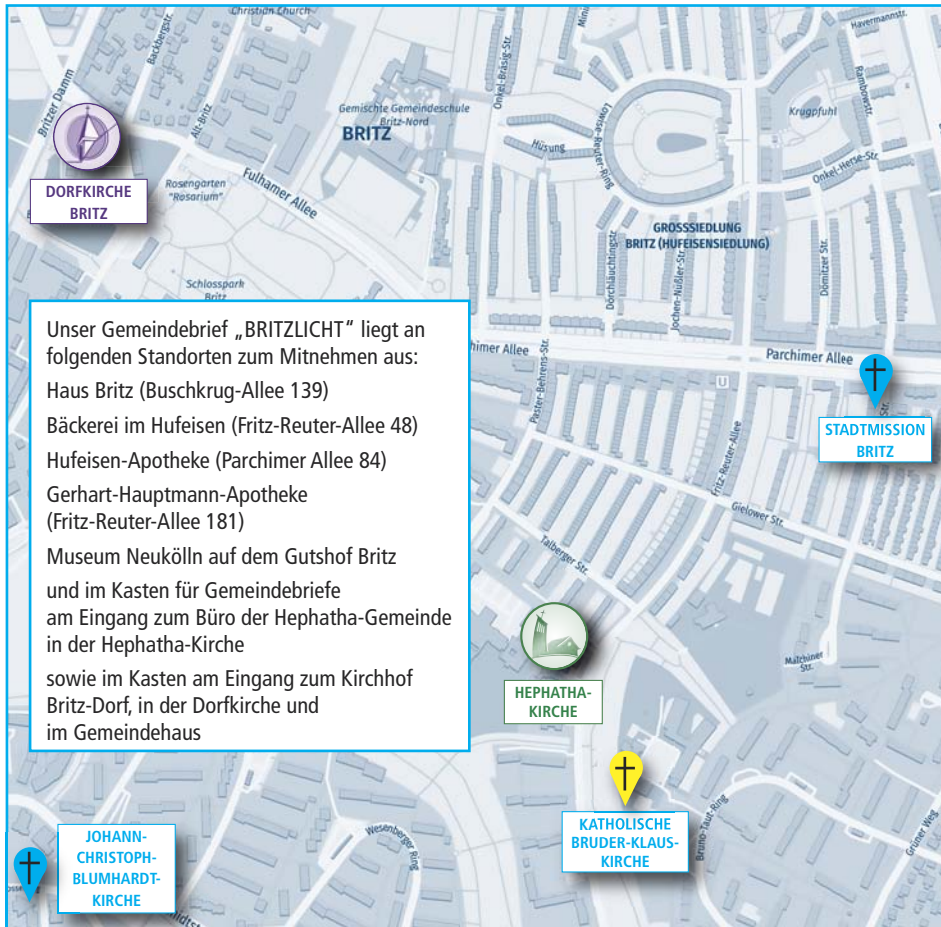 Christian Church
Backbergstr.
Britzer Damm
Alt-Britz
Gemischte Gemeindeschule
Britz-Nord
BRITZ
Onkel-Bräsig-Str.
Lowise-Reuter-Ring
Hüsung
Havermannstr.
Rambowstr.
Krugpfuhl
Onkel-Herse-Str.
DORFKIRCHE
BRITZ
Rosengarten
"Rosarium"
Fulhamer Allee
GROSSSIEDLUNG
BRITZ (HUFEISENSIEDLUNG)
Dörchläuchtingstr.
Jochen-Nüßler-Str.
Dömitzer Str.
Schlosspark
Britz
Unser Gemeindebrief „BRITZLICHT“ liegt an
folgenden Standorten zum Mitnehmen aus:
Haus Britz (Buschkrug-Allee 139)
Bäckerei im Hufeisen (Fritz-Reuter-Allee 48)
Hufeisen-Apotheke (Parchimer Allee 84)
Gerhart-Hauptmann-Apotheke
(Fritz-Reuter-Allee 181)
Museum Neukölln auf dem Gutshof Britz
und im Kasten für Gemeindebriefe
am Eingang zum Büro der Hephatha-Gemeinde
in der Hephatha-Kirche
sowie im Kasten am Eingang zum Kirchhof
Britz-Dorf, in der Dorfkirche und
im Gemeindehaus
chimer Allee
Parchimer Allee
Paster-Behrens-Str.
U
Fritz-Reuter-Allee
STADTMISSION
BRITZ
Gielower Str.
Talberger Str.
Malchiner
Str.
HEPHATHA-
KIRCHE
KATHOLISCHE
BRUDER-KLAUS-
KIRCHE
Bruno-Taut-Ring
Grüner Weg
Wesenberger Ring
JOHANN-
CHRISTOPH-
BLUMHARDT-
KIRCHE